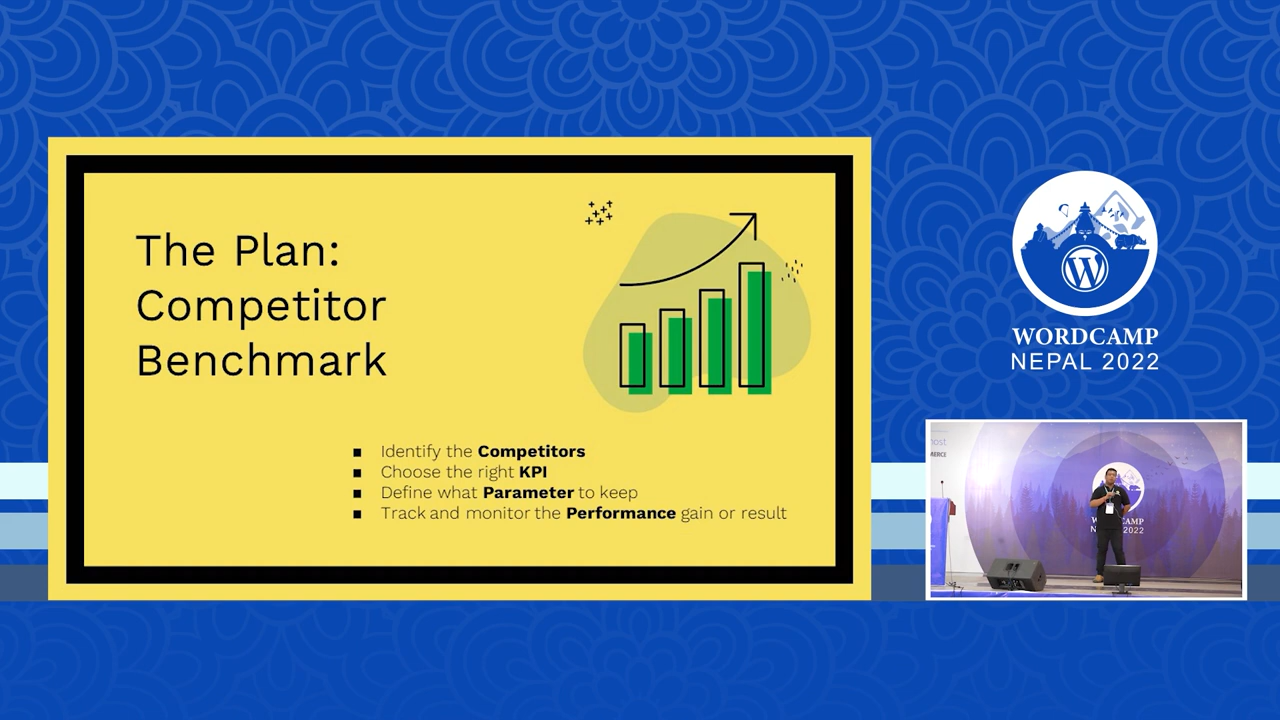 The Plan:
Competitor
Benchmark
■ Identify the Competitors
■ Choose the right KPI
■ Define what Parameter to keep
■ Track and monitor the Performance gain or result
WORDCAMP
NEPAL 2022